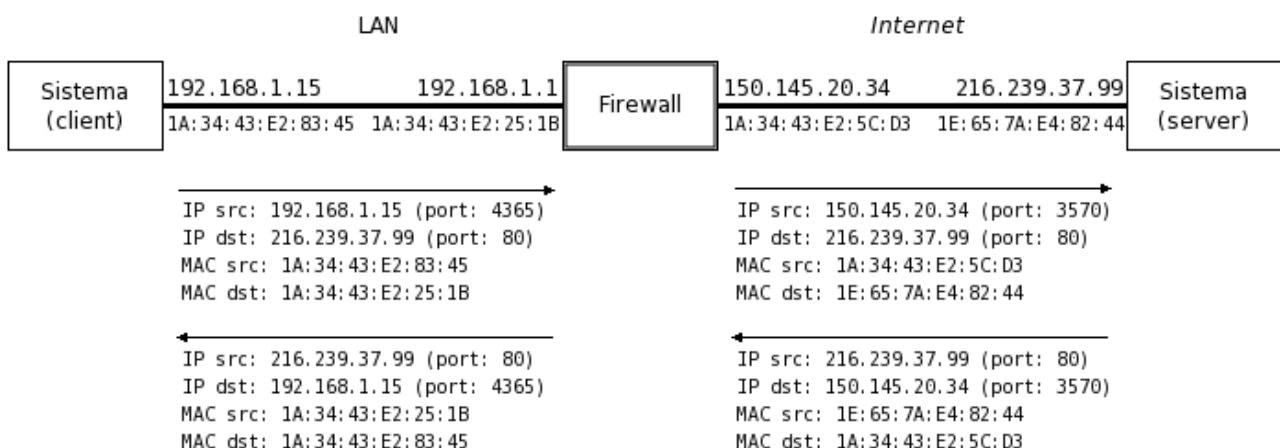 LAN
Internet
Sistema
(client)
192.168.1.15
192.168.1.1
1A:34:43:E2:83:45
1A:34:43:E2:25:1B
Firewall
150.145.20.34
216.239.37.99
1A:34:43:E2:5C:D3
1E:65:7A:E4:82:44
Sistema
(server)
IP src: 192.168.1.15 (port: 4365)
IP dst: 216.239.37.99 (port: 80)
MAC src: 1A:34:43:E2:83:45
MAC dst: 1A:34:43:E2:25:1B
IP src: 150.145.20.34 (port: 3570)
IP dst: 216.239.37.99 (port: 80)
MAC src: 1A:34:43:E2:5C:D3
MAC dst: 1E:65:7A:E4:82:44
IP src: 216.239.37.99 (port: 80)
IP dst: 192.168.1.15 (port: 4365)
MAC src: 1A:34:43:E2:25:1B
MAC dst: 1A:34:43:E2:83:45
IP src: 216.239.37.99 (port: 80)
IP dst: 150.145.20.34 (port: 3570)
MAC src: 1E:65:7A:E4:82:44
MAC dst: 1A:34:43:E2:5C:D3